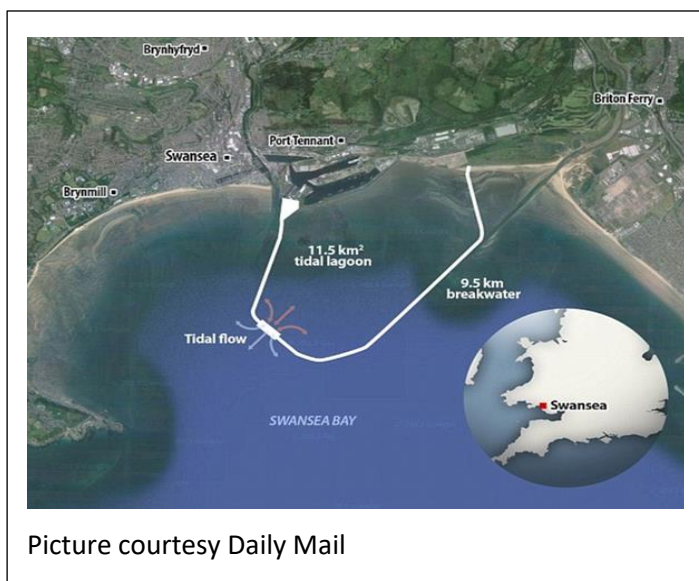 Brynhyfryd
Briton Ferry
Port Tennant
Swansea
Brynmill
11.5 km²
tidal lagoon
9.5 km
breakwater
Tidal flow
SWANSEA BAY
Swansea
Picture courtesy Daily Mail